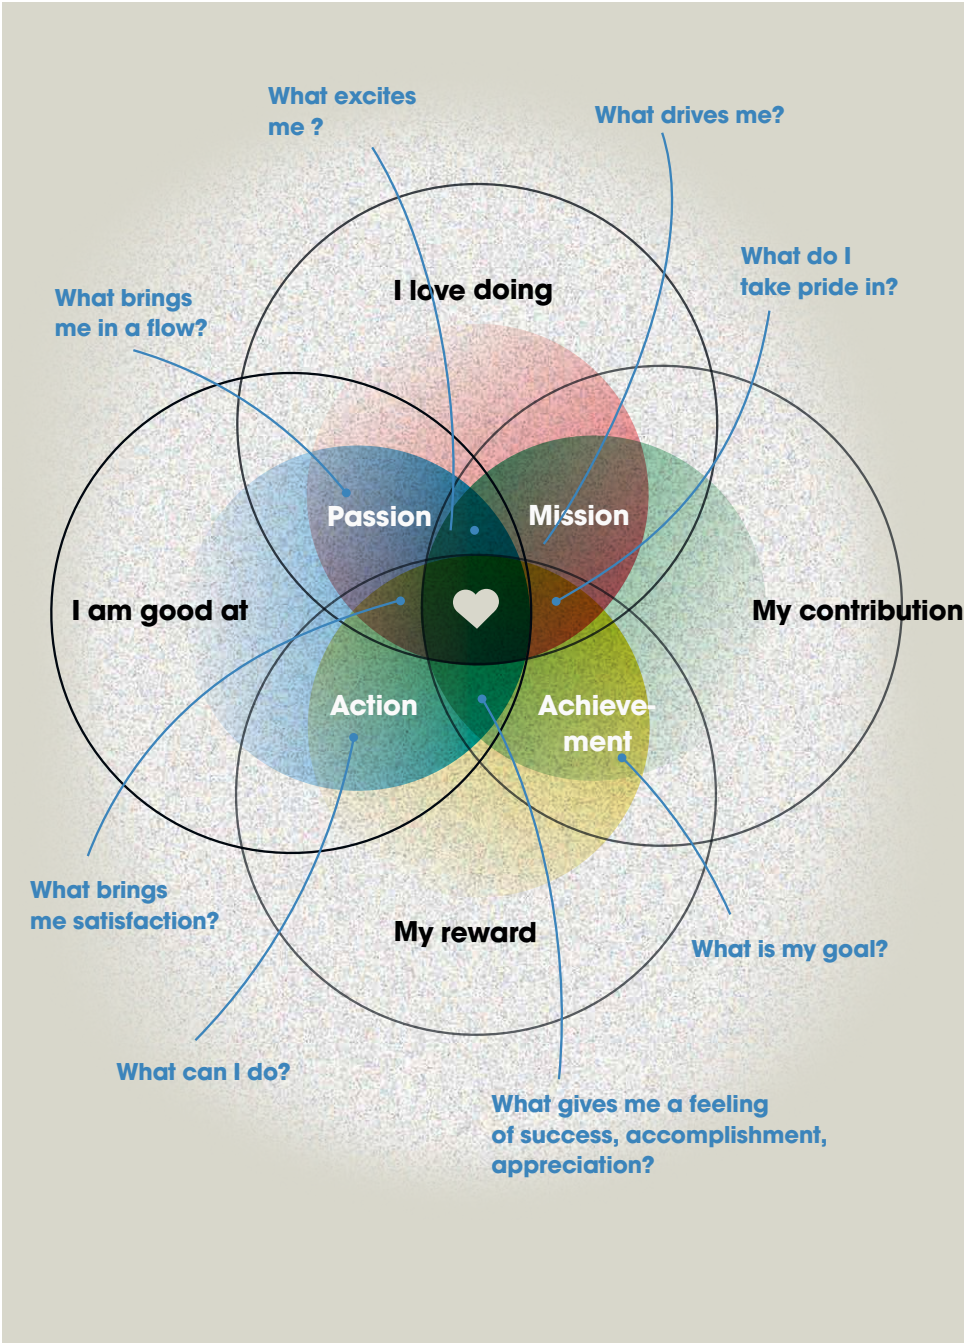 What excites
me ?
What drives me?
What do I
take pride in?
I love doing
What brings
me in a flow?
Passion
Mission
I am good at
My contribution
Action
Achieve-
ment
What brings
me satisfaction?
My reward
What is my goal?
What can I do?
What gives me a feeling
of success, accomplishment,
appreciation?